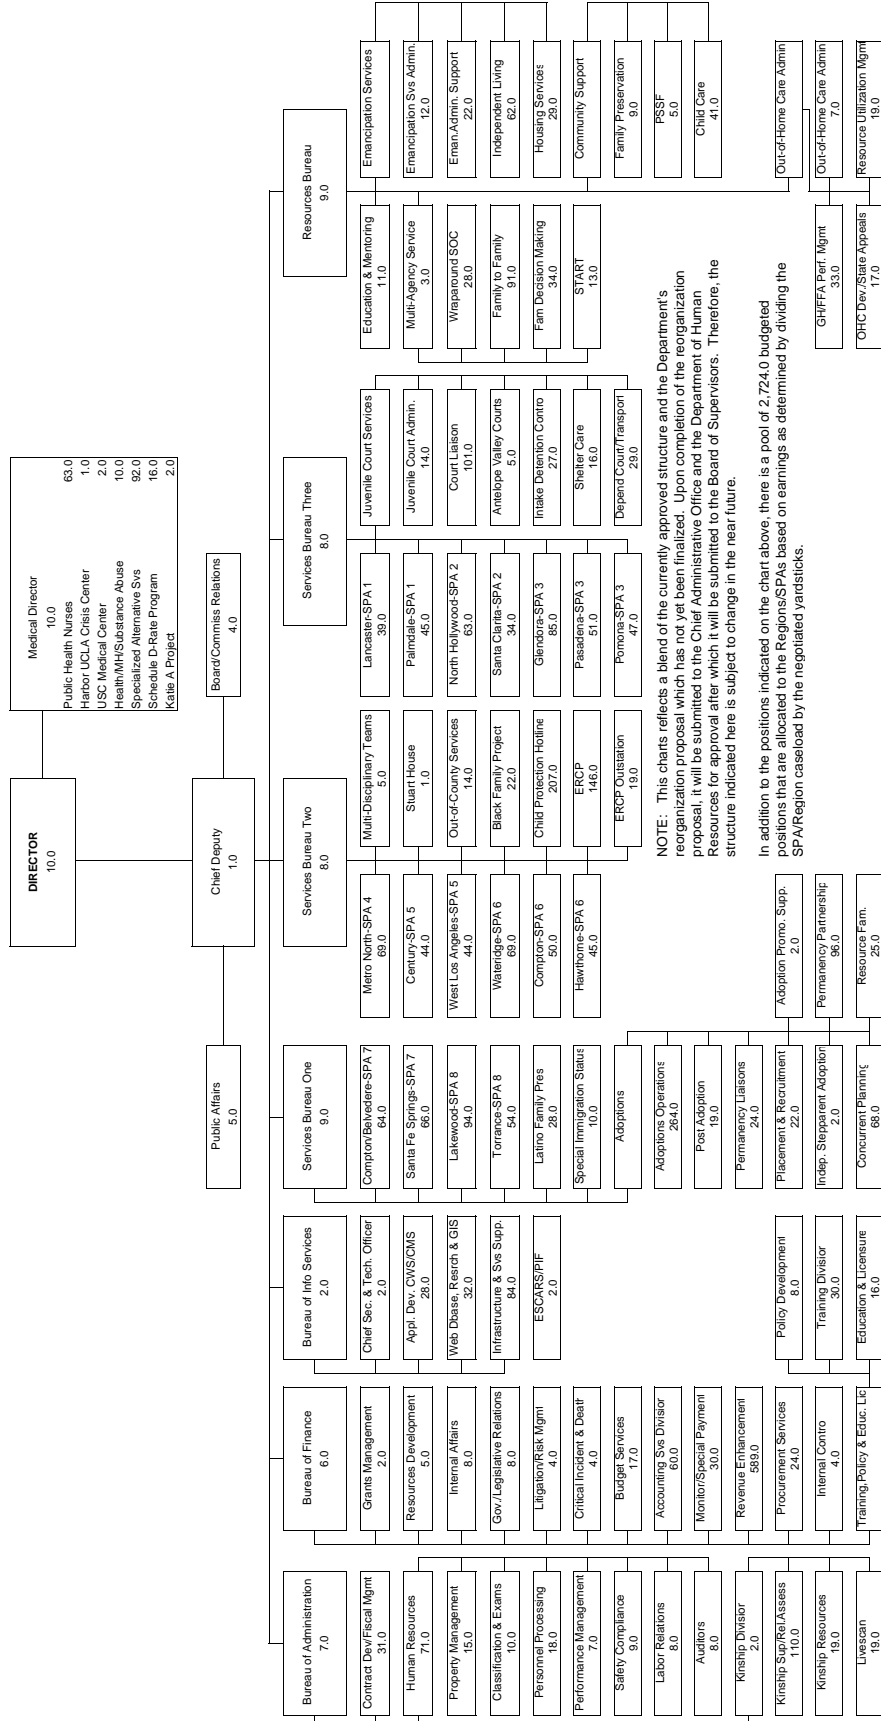 DIRECTOR
10.0
Medical Director
10.0
Public Health Nurses 63.0
Harbor UCLA Crisis Center 1.0
USC Medical Center 2.0
Health/MH/Substance Abuse 10.0
Specialized Alternative Svs 92.0
Schedule D-Rate Program 16.0
Katie A Project 2.0
Chief Deputy
1.0
Public Affairs
5.0
Board/Commiss Relations
4.0
Bureau of Administration
7.0
Contract Dev/Fiscal Mgmt
31.0
Human Resources
71.0
Property Management
15.0
Classification & Exams
10.0
Personnel Processing
18.0
Performance Management
7.0
Safety Compliance
9.0
Labor Relations
8.0
Auditors
8.0
Kinship Divisior
2.0
Kinship Sup/Rel.Assess
110.0
Kinship Resources
19.0
Livescan
19.0
Bureau of Finance
6.0
Grants Management
2.0
Resources Development
5.0
Internal Affairs
8.0
Gov./Legislative Relations
8.0
Litigation/Risk Mgmt
4.0
Critical Incident & Death
4.0
Budget Services
17.0
Accounting Svs Divisior
60.0
Monitor/Special Payment
30.0
Revenue Enhancement
589.0
Procurement Services
24.0
Internal Contro
4.0
Training,Policy & Educ. Lic
Bureau of Info Services
2.0
Chief Sec. & Tech. Officer
2.0
Appl. Dev. CWS/CMS
28.0
Web Dbase, Resrch & GIS
32.0
Infrastructure & Svs Supp.
84.0
ESCARS/PIF
2.0
Policy Development
8.0
Training Divisior
30.0
Education & Licensure
16.0
Services Bureau One
9.0
Compton/Belvedere-SPA 7
64.0
Santa Fe Springs-SPA 7
66.0
Lakewood-SPA 8
94.0
Torrance-SPA 8
54.0
Latino Family Pres
28.0
Special Immigration Status
10.0
Adoptions
Adoptions Operations
264.0
Post Adoption
19.0
Permanency Liaisons
24.0
Placement & Recruitment
22.0
Indep. Stepparent Adoption
2.0
Concurrent Planning
68.0
Adoption Promo. Supp.
2.0
Permanency Partnership
96.0
Resource Fam.
25.0
Services Bureau Two
8.0
Metro North-SPA 4
69.0
Century-SPA 5
44.0
West Los Angeles-SPA 5
44.0
Wateridge-SPA 6
69.0
Compton-SPA 6
50.0
Hawthorne-SPA 6
45.0
Multi-Disciplinary Teams
5.0
Stuart House
1.0
Out-of-County Services
14.0
Black Family Project
22.0
Child Protection Hotline
207.0
ERCP
146.0
ERCP Outstation
19.0
Services Bureau Three
8.0
Lancaster-SPA 1
39.0
Palmdale-SPA 1
45.0
North Hollywood-SPA 2
63.0
Santa Clarita-SPA 2
34.0
Glendora-SPA 3
85.0
Pasadena-SPA 3
51.0
Pomona-SPA 3
47.0
Juvenile Court Services
Juvenile Court Admin.
14.0
Court Liaison
101.0
Antelope Valley Courts
5.0
Intake Detention Contro
27.0
Shelter Care
16.0
Depend Court/Transport
29.0
Resources Bureau
9.0
Education & Mentoring
11.0
Multi-Agency Service
3.0
Wraparound SOC
28.0
Family to Family
91.0
Fam Decision Making
34.0
START
13.0
Emancipation Services
Emancipation Svs Admin.
12.0
Eman.Admin. Support
22.0
Independent Living
62.0
Housing Services
29.0
Community Support
Family Preservation
9.0
PSSF
5.0
Child Care
41.0
Out-of-Home Care Admin
Out-of-Home Care Admin
7.0
Resource Utilization Mgmt
19.0
GH/FFA Perf. Mgmt
33.0
OHC Dev./State Appeals
17.0
NOTE: This charts reflects a blend of the currently approved structure and the Department's
reorganization proposal which has not yet been finalized. Upon completion of the reorganization
proposal, it will be submitted to the Chief Administrative Office and the Department of Human
Resources for approval after which it will be submitted to the Board of Supervisors. Therefore, the
structure indicated here is subject to change in the near future.
In addition to the positions indicated on the chart above, there is a pool of 2,724.0 budgeted
positions that are allocated to the Regions/SPAs based on earnings as determined by dividing the
SPA/Region caseload by the negotiated yardsticks.